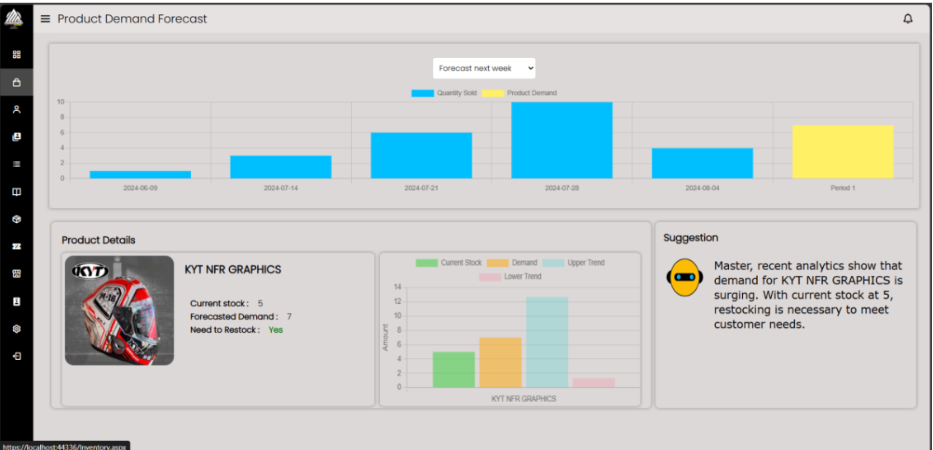 Product Demand Forecast
Forecast next week
Quantity Sold Product Demand
10
8
6
4
2
0
2024-06-09 2024-07-14 2024-07-21 2024-07-28 2024-08-04 Period 1
Product Details
KYT
KYT NFR GRAPHICS
Current stock : 5
Forecasted Demand : 7
Need to Restock : Yes
Current Stock Demand Upper Trend
Lower Trend
Amount
14
12
10
8
6
4
2
0
KYT NFR GRAPHICS
Suggestion
Master, recent analytics show that
demand for KYT NFR GRAPHICS is
surging. With current stock at 5,
restocking is necessary to meet
customer needs.
https://localhost:44336/Inventory.aspx